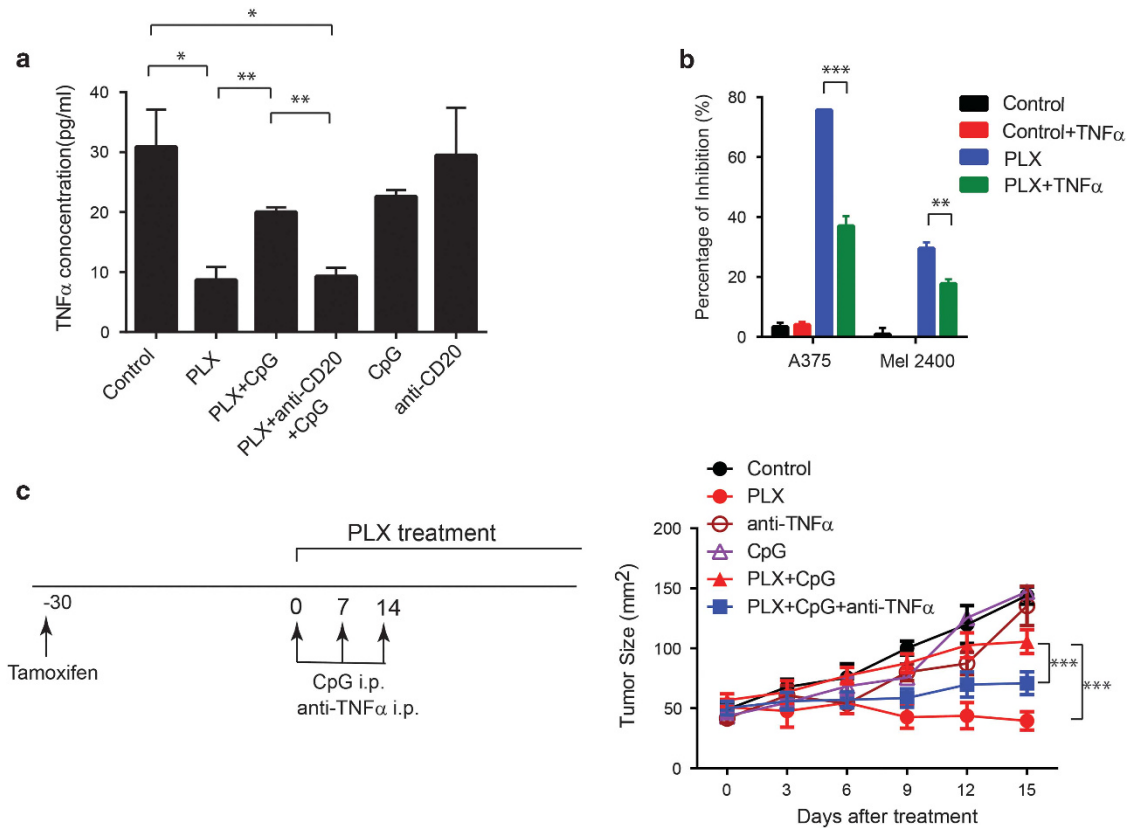 a
*
*
**
**
TNFα conocentration(pg/ml)
40
30
20
10
0
Control
PLX
PLX+CpG
PLX+anti-CD20
+CpG
CpG
anti-CD20
b
***
**
Percentage of Inhibition (%)
80
60
40
20
0
A375
Mel 2400
Control
Control+TNFα
PLX
PLX+TNFα
c
PLX treatment
-30
0
7
14
Tamoxifen
CpG i.p.
anti-TNFα i.p.
Control
PLX
anti-TNFα
CpG
PLX+CpG
PLX+CpG+anti-TNFα
Tumor Size (mm²)
200
150
100
50
0
***
***
0
3
6
9
12
15
Days after treatment